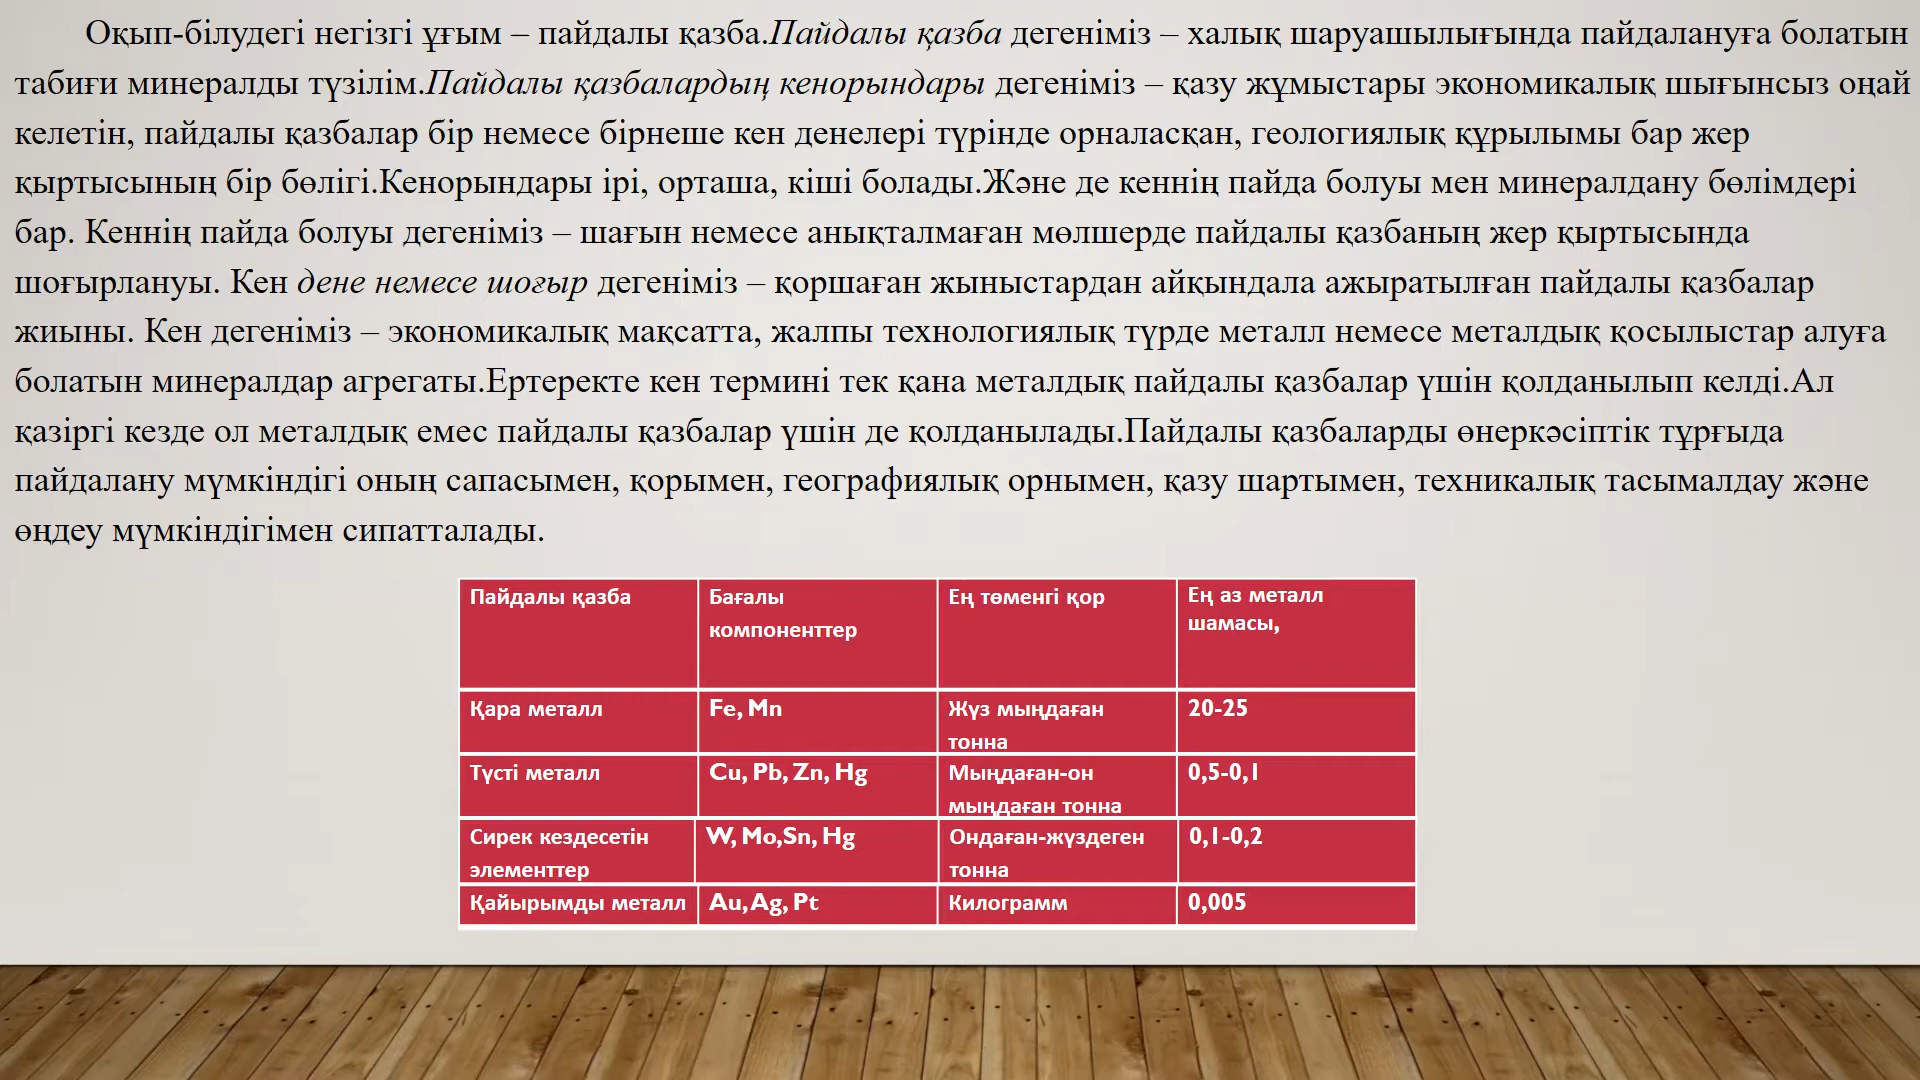 Оқып-білудегі негізгі ұғым – пайдалы қазба.Пайдалы қазба дегеніміз – халық шаруашылығында пайдалануға болатын
табиғи минералды түзілім.Пайдалы қазбалардың кенорындары дегеніміз – қазу жұмыстары экономикалық шығынсыз оңай
келетін, пайдалы қазбалар бір немесе бірнеше кен денелері түрінде орналасқан, геологиялық құрылымы бар жер
қыртысының бір бөлігі.Кенорындары ірі, орташа, кіші болады.Және де кеннің пайда болуы мен минералдану бөлімдері
бар. Кеннің пайда болуы дегеніміз – шағын немесе анықталмаған мөлшерде пайдалы қазбаның жер қыртысында
шоғырлануы. Кен дене немесе шоғыр дегеніміз – қоршаған жыныстардан айқындала ажыратылған пайдалы қазбалар
жиыны. Кен дегеніміз – экономикалық мақсатта, жалпы технологиялық түрде металл немесе металдық қосылыстар алуға
болатын минералдар агрегаты.Ертеректе кен термині тек қана металдық пайдалы қазбалар үшін қолданылып келді.Ал
қазіргі кезде ол металдық емес пайдалы қазбалар үшін де қолданылады.Пайдалы қазбаларды өнеркәсіптік тұрғыда
пайдалану мүмкіндігі оның сапасымен, қорымен, географиялық орнымен, қазу шартымен, техникалық тасымалдау және
өңдеу мүмкіндігімен сипатталады.
Пайдалы қазба
Бағалы
компоненттер
Ең төменгі қор
Ең аз металл
шамасы,
Қара металл
Fe, Mn
Жүз мыңдаған
тонна
20-25
Түсті металл
Cu, Pb, Zn, Hg
Мыңдаған-он
мыңдаған тонна
0,5-0,1
Сирек кездесетін
элементтер
W, Mo,Sn, Hg
Ондаған-жүздеген
тонна
0,1-0,2
Қайырымды металл
Au, Ag, Pt
Килограмм
0,005